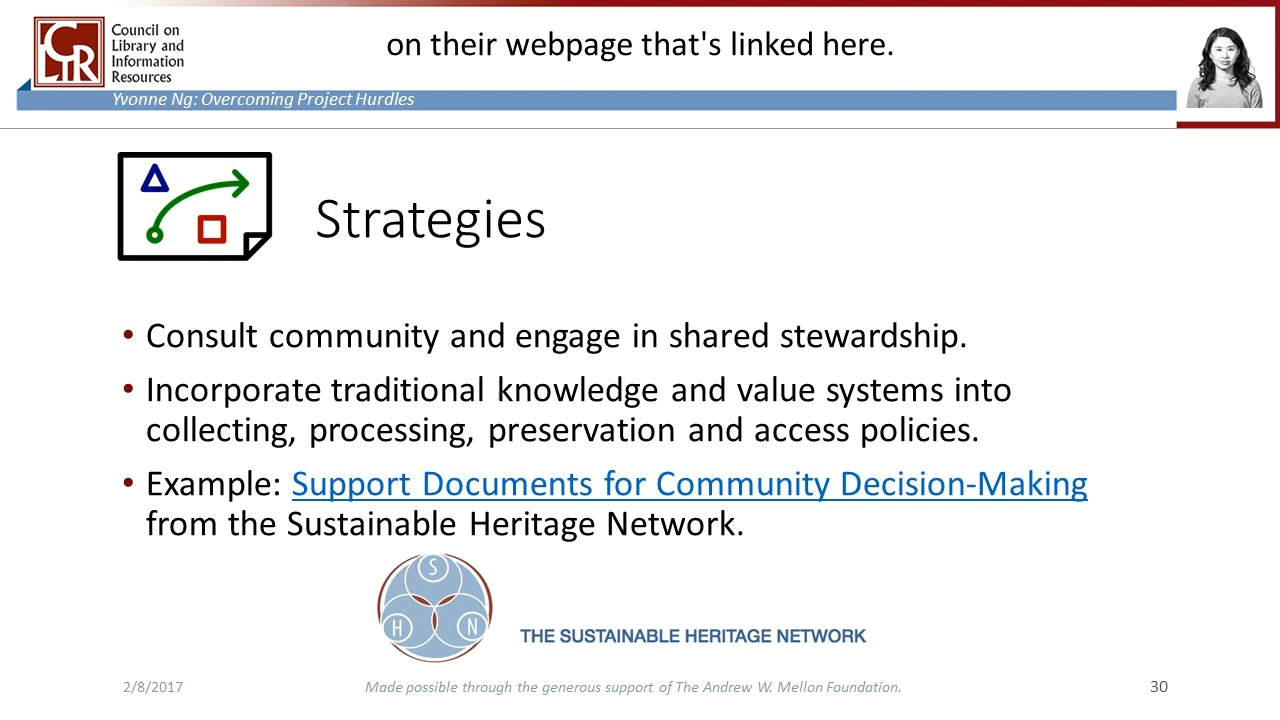 CLIR
Council on
Library and
Information
Resources
on their webpage that's linked here.
Yvonne Ng: Overcoming Project Hurdles
Strategies
• Consult community and engage in shared stewardship.
• Incorporate traditional knowledge and value systems into
collecting, processing, preservation and access policies.
• Example: Support Documents for Community Decision-Making
from the Sustainable Heritage Network.
S
H N
THE SUSTAINABLE HERITAGE NETWORK
2/8/2017
Made possible through the generous support of The Andrew W. Mellon Foundation.
30